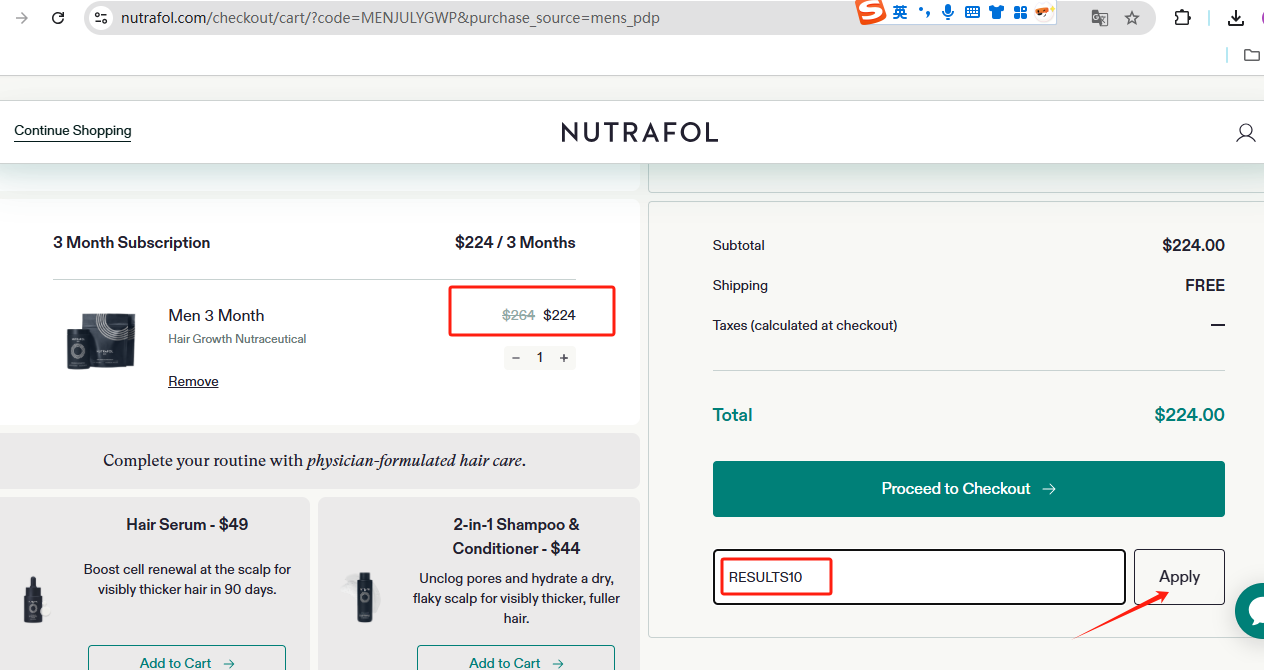 nutrafol.com/checkout/cart/?code=MENJULYGWP&purchase_source=mens_pdp
英
Continue Shopping
NUTRAFOL
3 Month Subscription
$224 / 3 Months
Men 3 Month
$264 $224
Hair Growth Nutraceutical
− 1 +
Remove
Complete your routine with physician-formulated hair care.
Hair Serum - $49
Boost cell renewal at the scalp for
visibly thicker hair in 90 days.
Add to Cart →
2-in-1 Shampoo &
Conditioner - $44
Unclog pores and hydrate a dry,
flaky scalp for visibly thicker, fuller
hair.
Add to Cart →
Subtotal $224.00
Shipping FREE
Taxes (calculated at checkout) —
Total $224.00
Proceed to Checkout →
RESULTS10
Apply